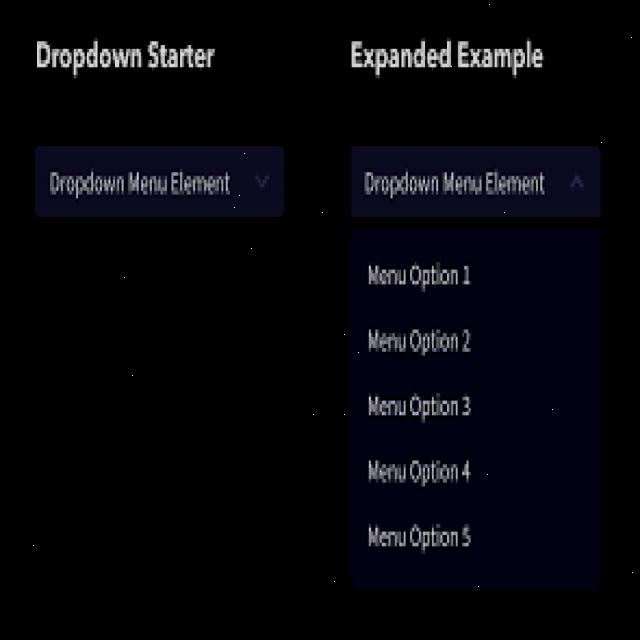 Dropdown Starter
Expanded Example
Dropdown Menu Element
Dropdown Menu Element
Menu Option 1
Menu Option 2
Menu Option 3
Menu Option 4
Menu Option 5